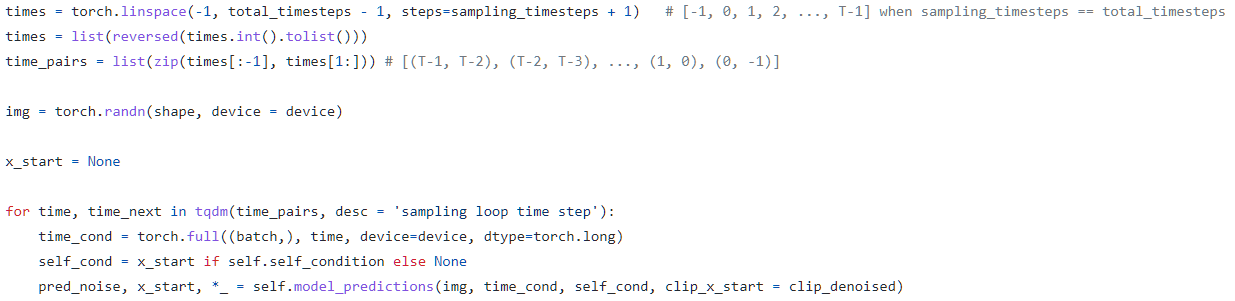 times = torch.linspace(-1, total_timesteps - 1, steps=sampling_timesteps + 1)   # [-1, 0, 1, 2, ..., T-1] when sampling_timesteps == total_timesteps
times = list(reversed(times.int().tolist()))
time_pairs = list(zip(times[:-1], times[1:])) # [(T-1, T-2), (T-2, T-3), ..., (1, 0), (0, -1)]
img = torch.randn(shape, device = device)
x_start = None
for time, time_next in tqdm(time_pairs, desc = 'sampling loop time step'):
    time_cond = torch.full((batch,), time, device=device, dtype=torch.long)
    self_cond = x_start if self.self_condition else None
    pred_noise, x_start, *_ = self.model_predictions(img, time_cond, self_cond, clip_x_start = clip_denoised)